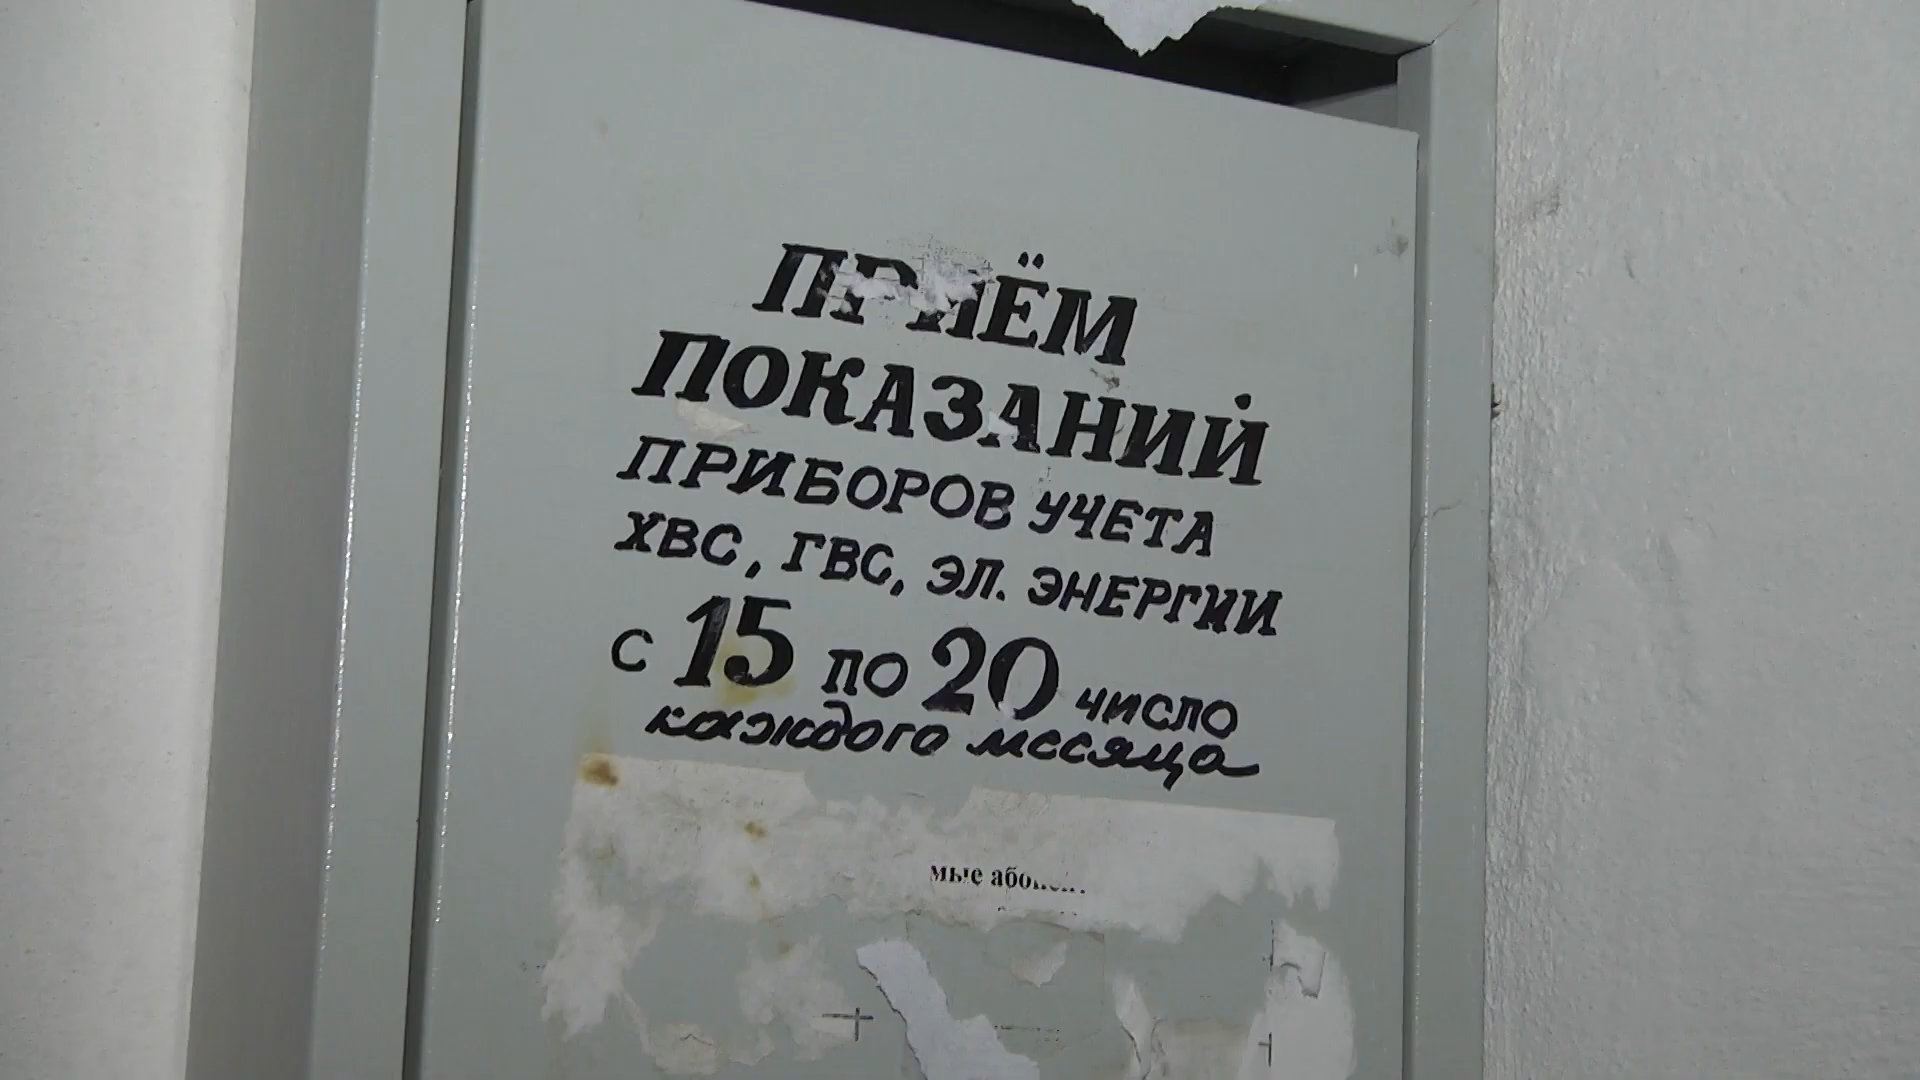 ПРИЁМ
ПОКАЗАНИЙ
ПРИБОРОВ УЧЕТА
ХВС, ГВС, ЭЛ. ЭНЕРГИИ
С 15 ПО 20 ЧИСЛО
каждого месяца